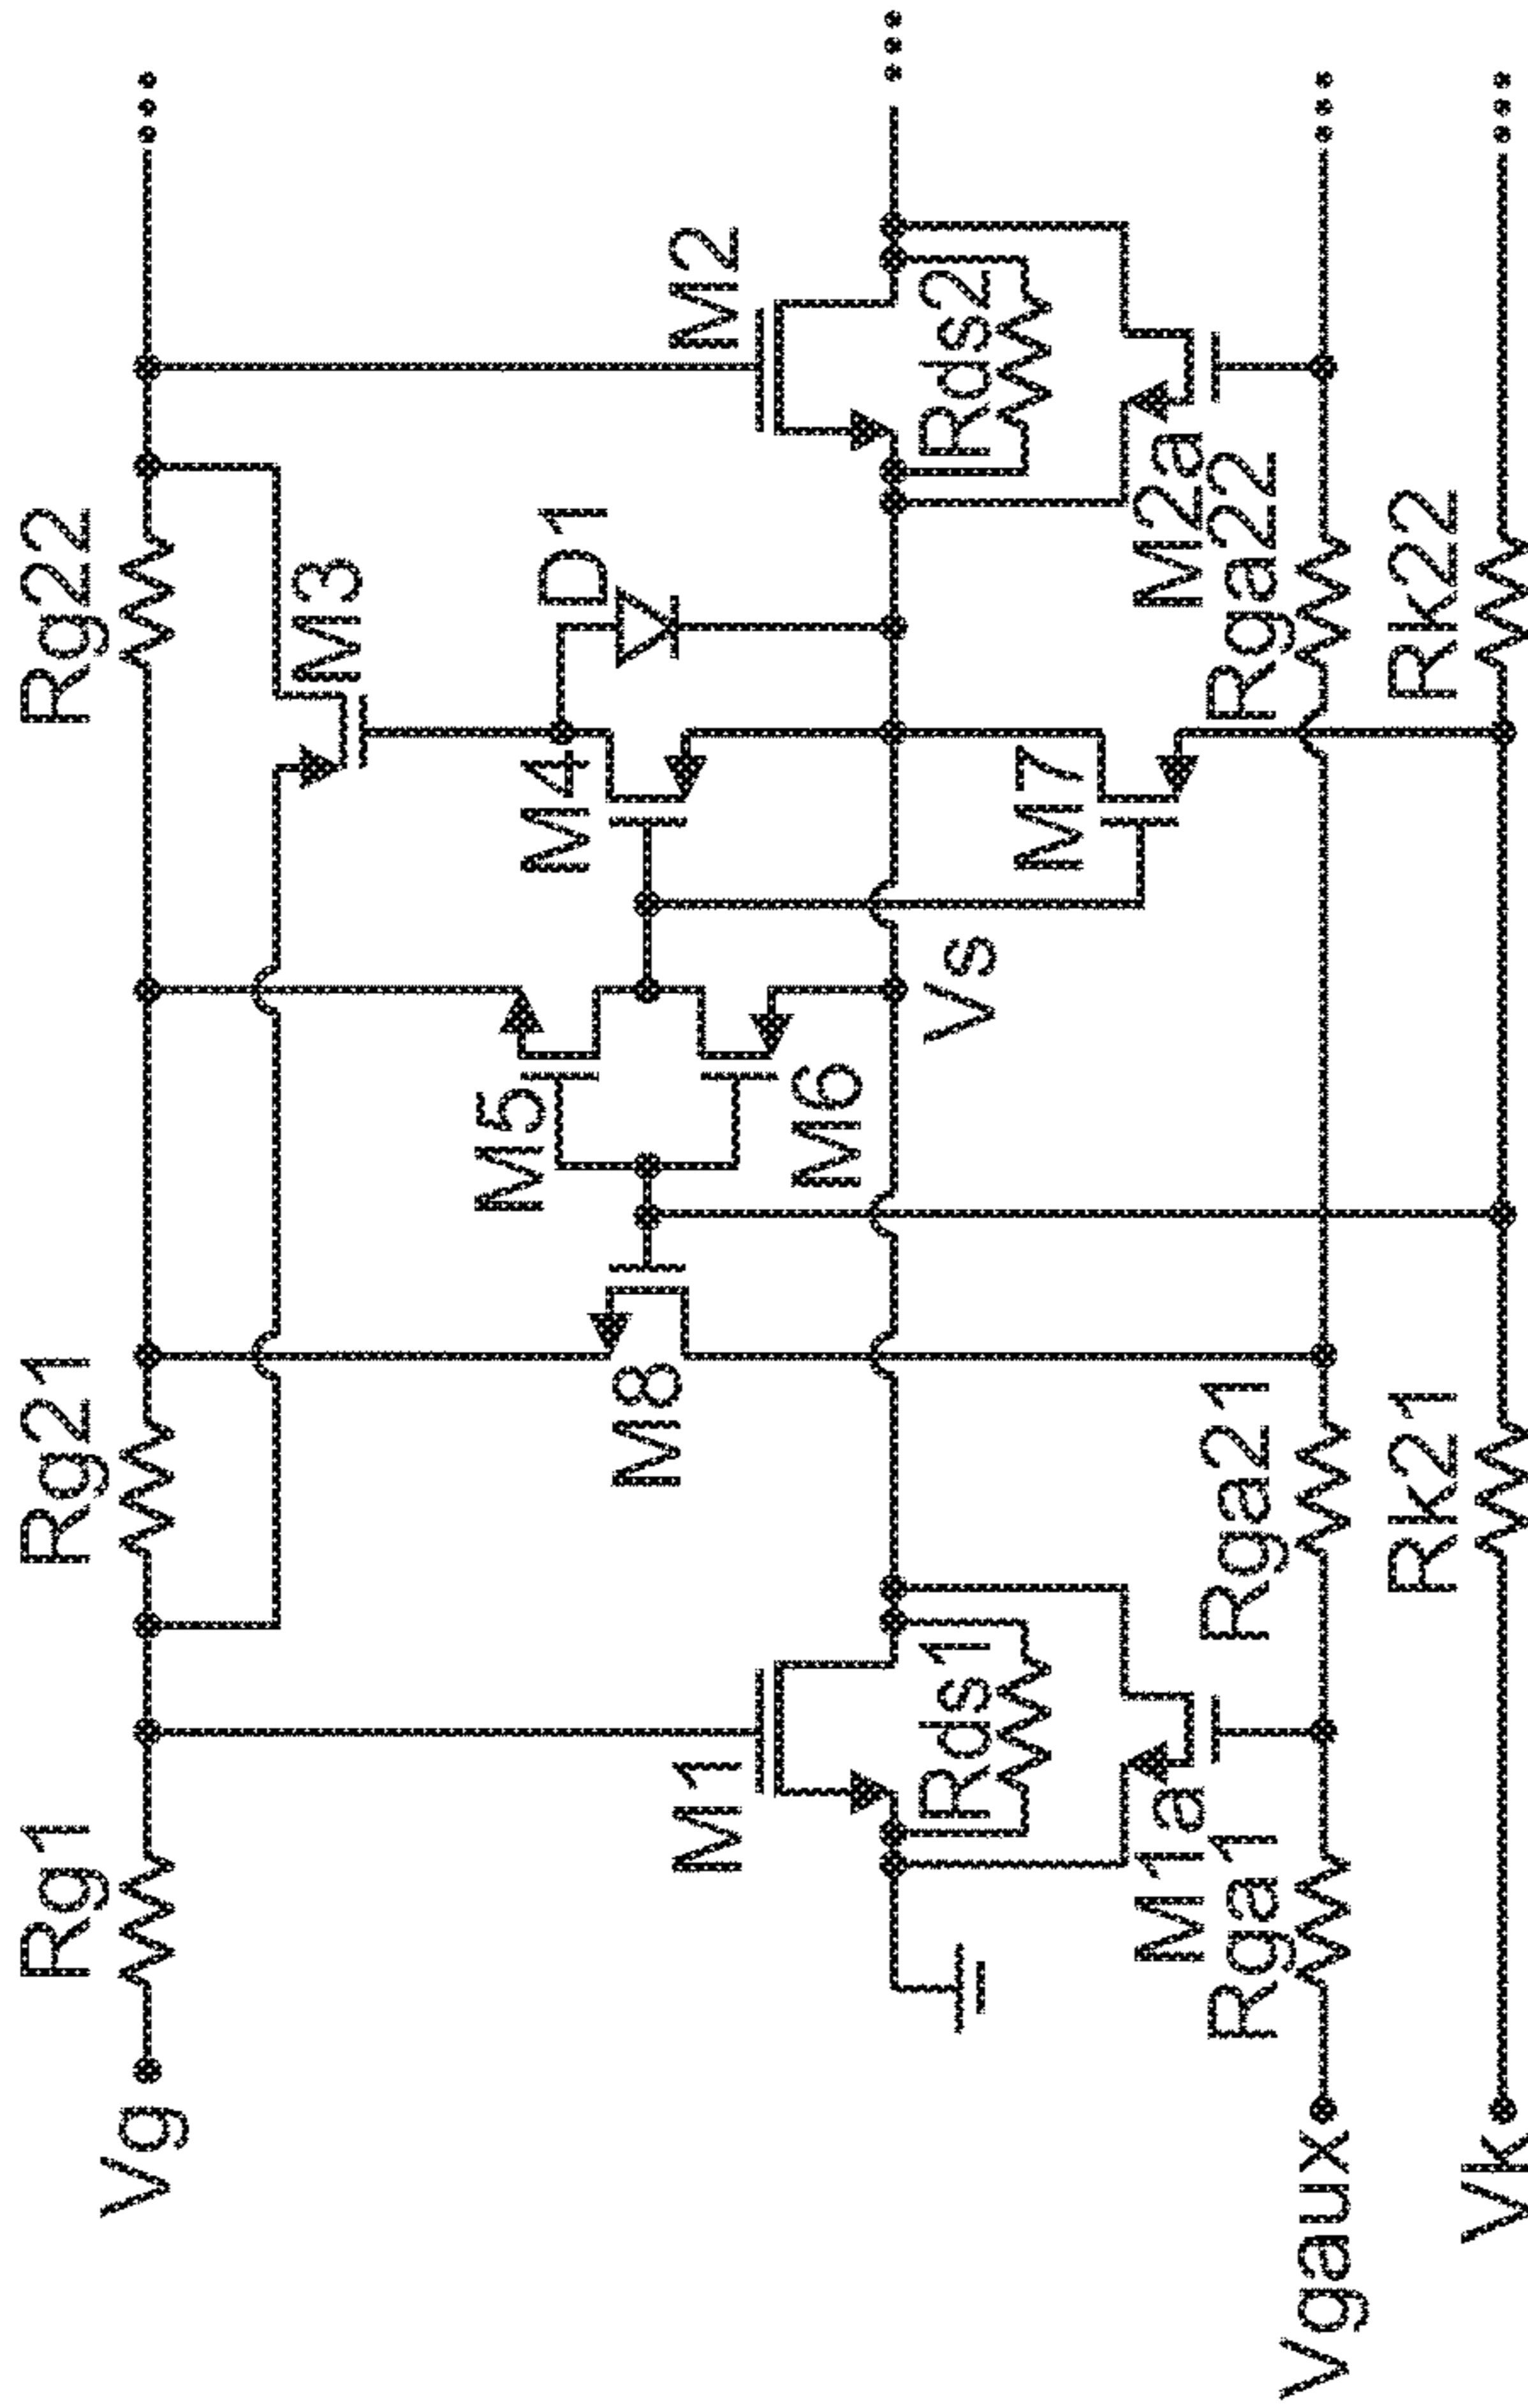 Vg
Rg1
Rg21
Rg22
M3
M5
M4
D1
M8
M6
M1
M2
Vs
Rds1
Rds2
M7
M1a
M2a
Rga1
Rga21
Rga22
Vgaux
Rk21
Rk22
Vk